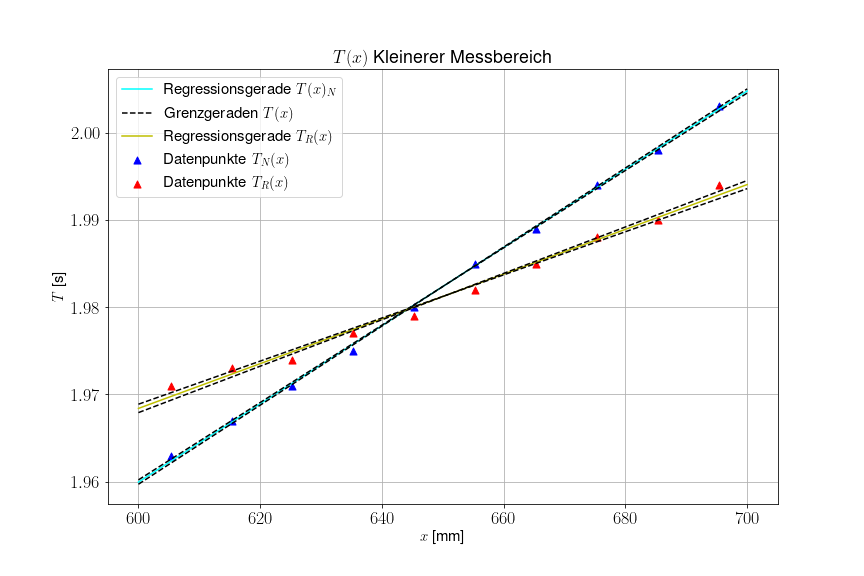 T(x) Kleinerer Messbereich
Regressionsgerade T(x)_N
Grenzgeraden T(x)
Regressionsgerade T_R(x)
Datenpunkte T_N(x)
Datenpunkte T_R(x)
2.00
1.99
1.98
1.97
1.96
T [s]
600 620 640 660 680 700
x [mm]